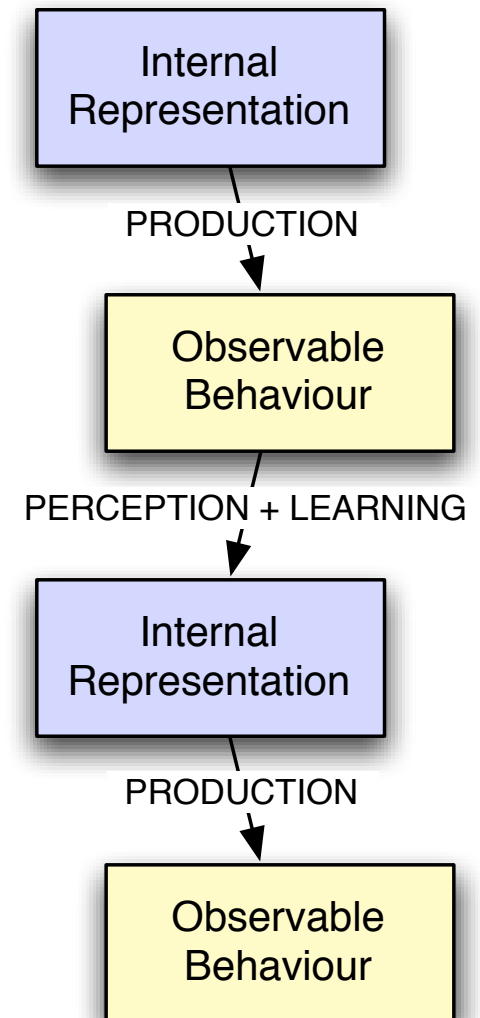 Internal
Representation
PRODUCTION
Observable
Behaviour
PERCEPTION + LEARNING
Internal
Representation
PRODUCTION
Observable
Behaviour